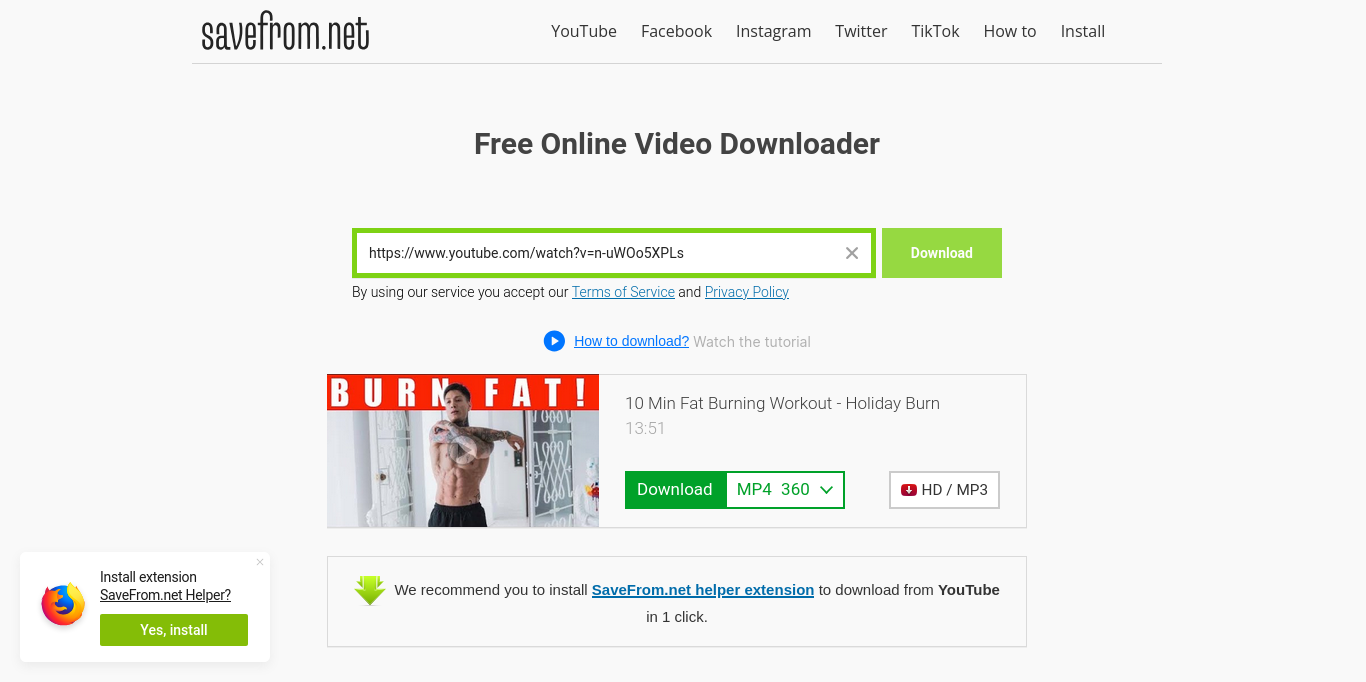 savefrom.net
YouTube Facebook Instagram Twitter TikTok How to Install
Free Online Video Downloader
https://www.youtube.com/watch?v=n-uWOo5XPLs
Download
By using our service you accept our Terms of Service and Privacy Policy
How to download? Watch the tutorial
BURN FAT!
10 Min Fat Burning Workout - Holiday Burn
13:51
Download MP4 360
HD / MP3
We recommend you to install SaveFrom.net helper extension to download from YouTube
in 1 click.
Install extension
SaveFrom.net Helper?
Yes, install